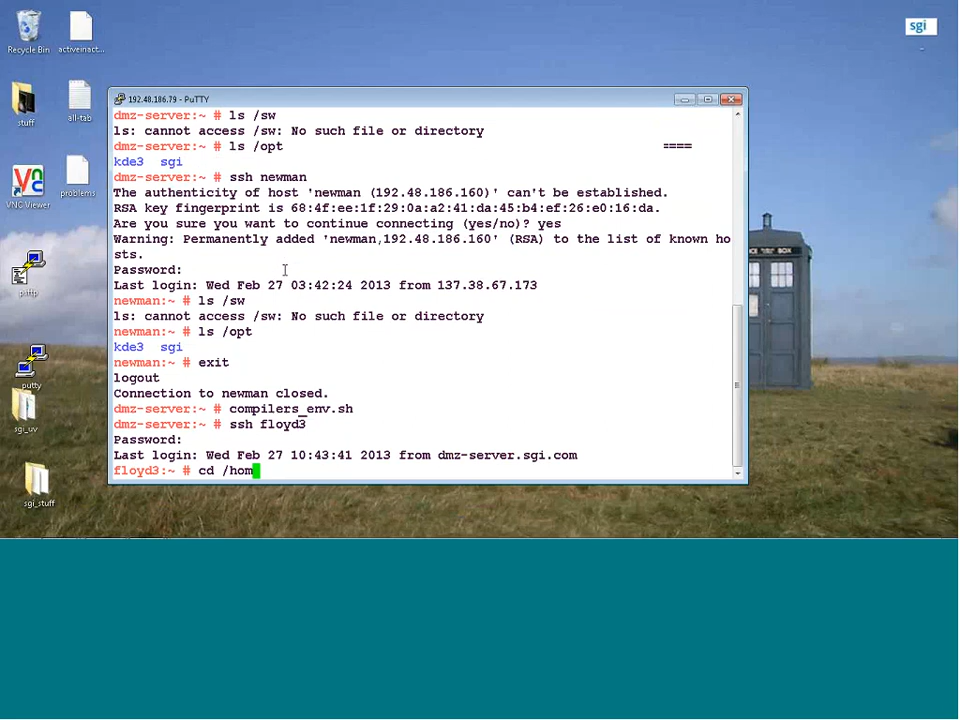 sgi
Recycle Bin
activeinact...
stuff
all-tab
VNC Viewer
problems
psftp
putty
sgi_uv
sgi_stuff
192.48.186.79 - PuTTY
dmz-server:~ # ls /sw
ls: cannot access /sw: No such file or directory
dmz-server:~ # ls /opt ====
kde3 sgi
dmz-server:~ # ssh newman
The authenticity of host 'newman (192.48.186.160)' can't be established.
RSA key fingerprint is 68:4f:ee:1f:29:0a:a2:41:da:45:b4:ef:26:e0:16:da.
Are you sure you want to continue connecting (yes/no)? yes
Warning: Permanently added 'newman,192.48.186.160' (RSA) to the list of known ho
sts.
Password:
Last login: Wed Feb 27 03:42:24 2013 from 137.38.67.173
newman:~ # ls /sw
ls: cannot access /sw: No such file or directory
newman:~ # ls /opt
kde3 sgi
newman:~ # exit
logout
Connection to newman closed.
dmz-server:~ # compilers_env.sh
dmz-server:~ # ssh floyd3
Password:
Last login: Wed Feb 27 10:43:41 2013 from dmz-server.sgi.com
floyd3:~ # cd /hom